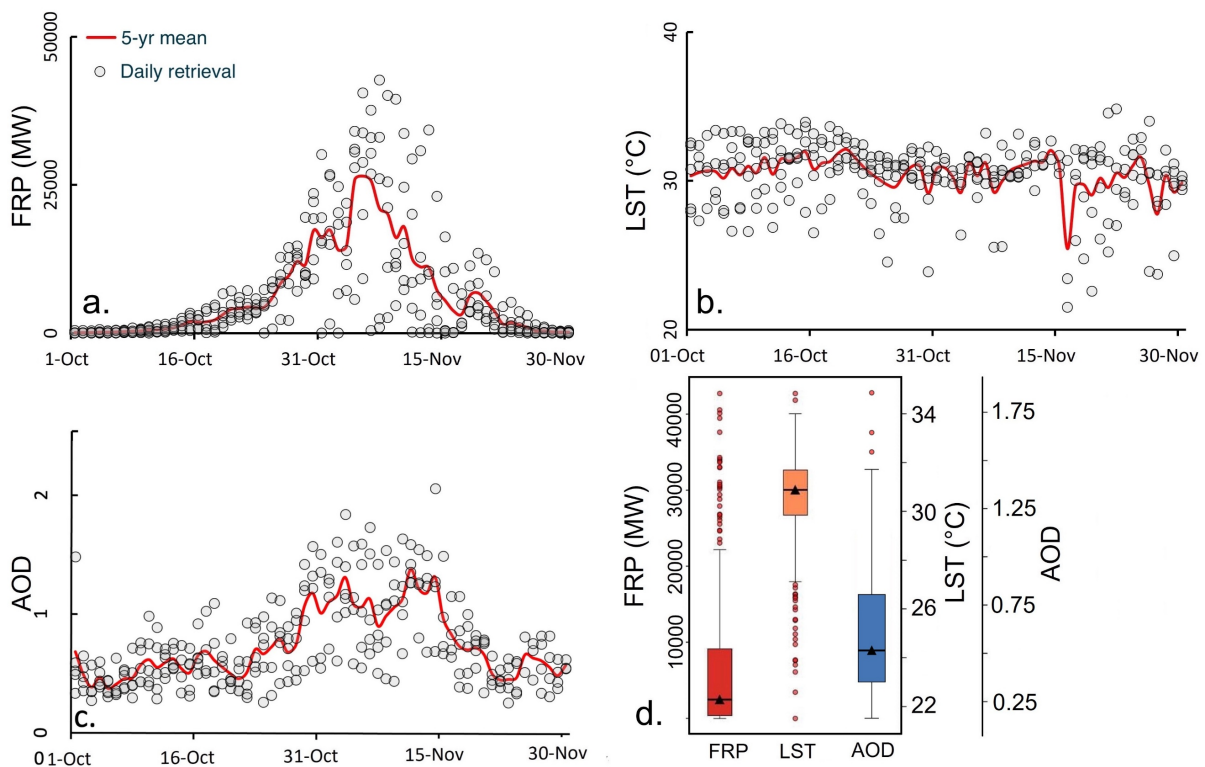 50000
5-yr mean
Daily retrieval
FRP (MW)
25000
0
a.
1-Oct 16-Oct 31-Oct 15-Nov 30-Nov
40
LST (°C)
30
20
b.
01-Oct 16-Oct 31-Oct 15-Nov 30-Nov
AOD
2
1
0
c.
01-Oct 16-Oct 31-Oct 15-Nov 30-Nov
FRP (MW)
40000
30000
20000
10000
d.
FRP LST AOD
34
30
26
22
LST (°C)
1.75
1.25
0.75
0.25
AOD